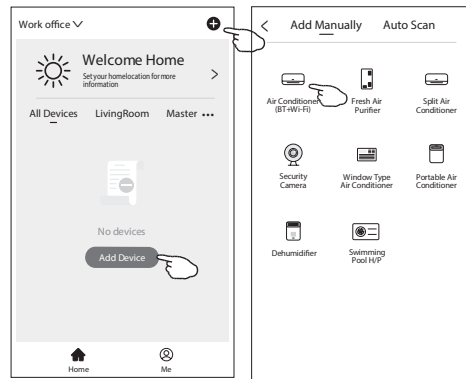 Work office
Welcome Home
Set your homelocation for more
information
All Devices LivingRoom Master •••
No devices
Add Device
Home Me
Add Manually Auto Scan
Air Conditioner
(BT+Wi-Fi)
Fresh Air
Purifier
Split Air
Conditioner
Security
Camera
Window Type
Air Conditioner
Portable Air
Conditioner
Dehumidifier
Swimming
Pool H/P